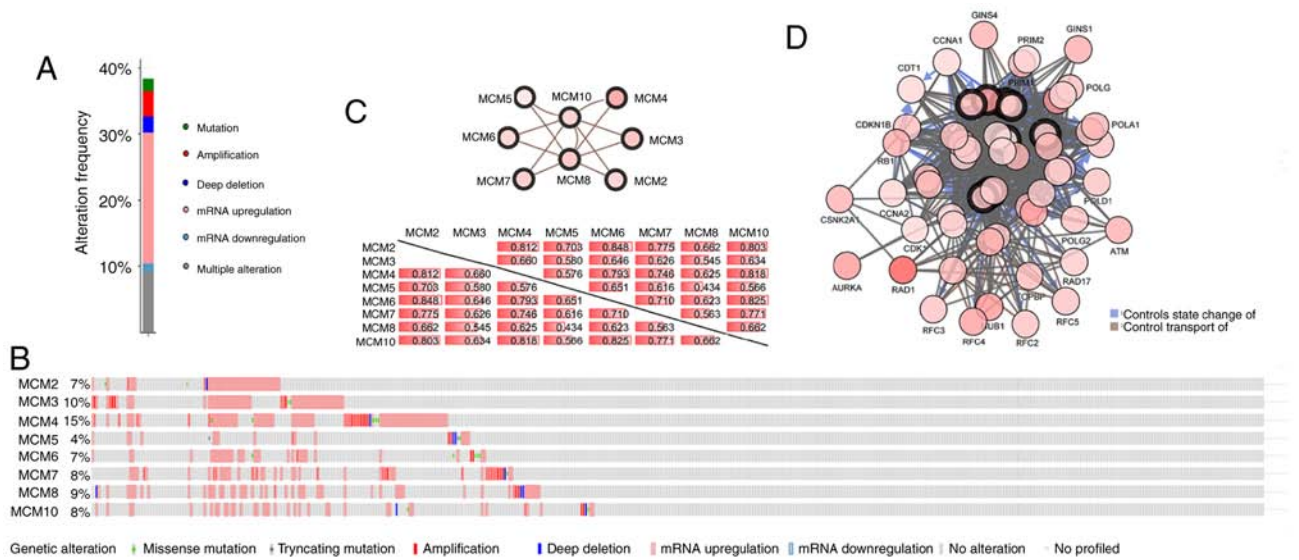 A
40%
30%
20%
10%
Alteration frequency
Mutation
Amplification
Deep deletion
mRNA upregulation
mRNA downregulation
Multiple alteration
C
MCM5 MCM10 MCM4
MCM6 MCM3
MCM7 MCM8 MCM2
MCM2 MCM3 MCM4 MCM5 MCM6 MCM7 MCM8 MCM10
MCM2 0.812 0.703 0.848 0.775 0.662 0.803
MCM3 0.660 0.580 0.646 0.626 0.545 0.634
MCM4 0.812 0.660 0.576 0.793 0.746 0.625 0.818
MCM5 0.703 0.580 0.576 0.651 0.616 0.434 0.566
MCM6 0.848 0.646 0.793 0.651 0.710 0.623 0.825
MCM7 0.775 0.626 0.746 0.616 0.710 0.563 0.771
MCM8 0.662 0.545 0.625 0.434 0.623 0.563 0.662
MCM10 0.803 0.634 0.818 0.566 0.825 0.771 0.662
D
GINS4
CCNA1 PRIM2 GINS1
CDT1
POLG
CDKN1B POLA1
RB1
CSNK2A1 CCNA2 POLD1
CDK1 POLG2 ATM
AURKA RAD1 RAD17
RFC3 RFC5
RFC4 RFC2
Controls state change of
Control transport of
B
MCM2 7%
MCM3 10%
MCM4 15%
MCM5 4%
MCM6 7%
MCM7 8%
MCM8 9%
MCM10 8%
Genetic alteration Missense mutation Truncating mutation Amplification Deep deletion mRNA upregulation mRNA downregulation No alteration No profiled